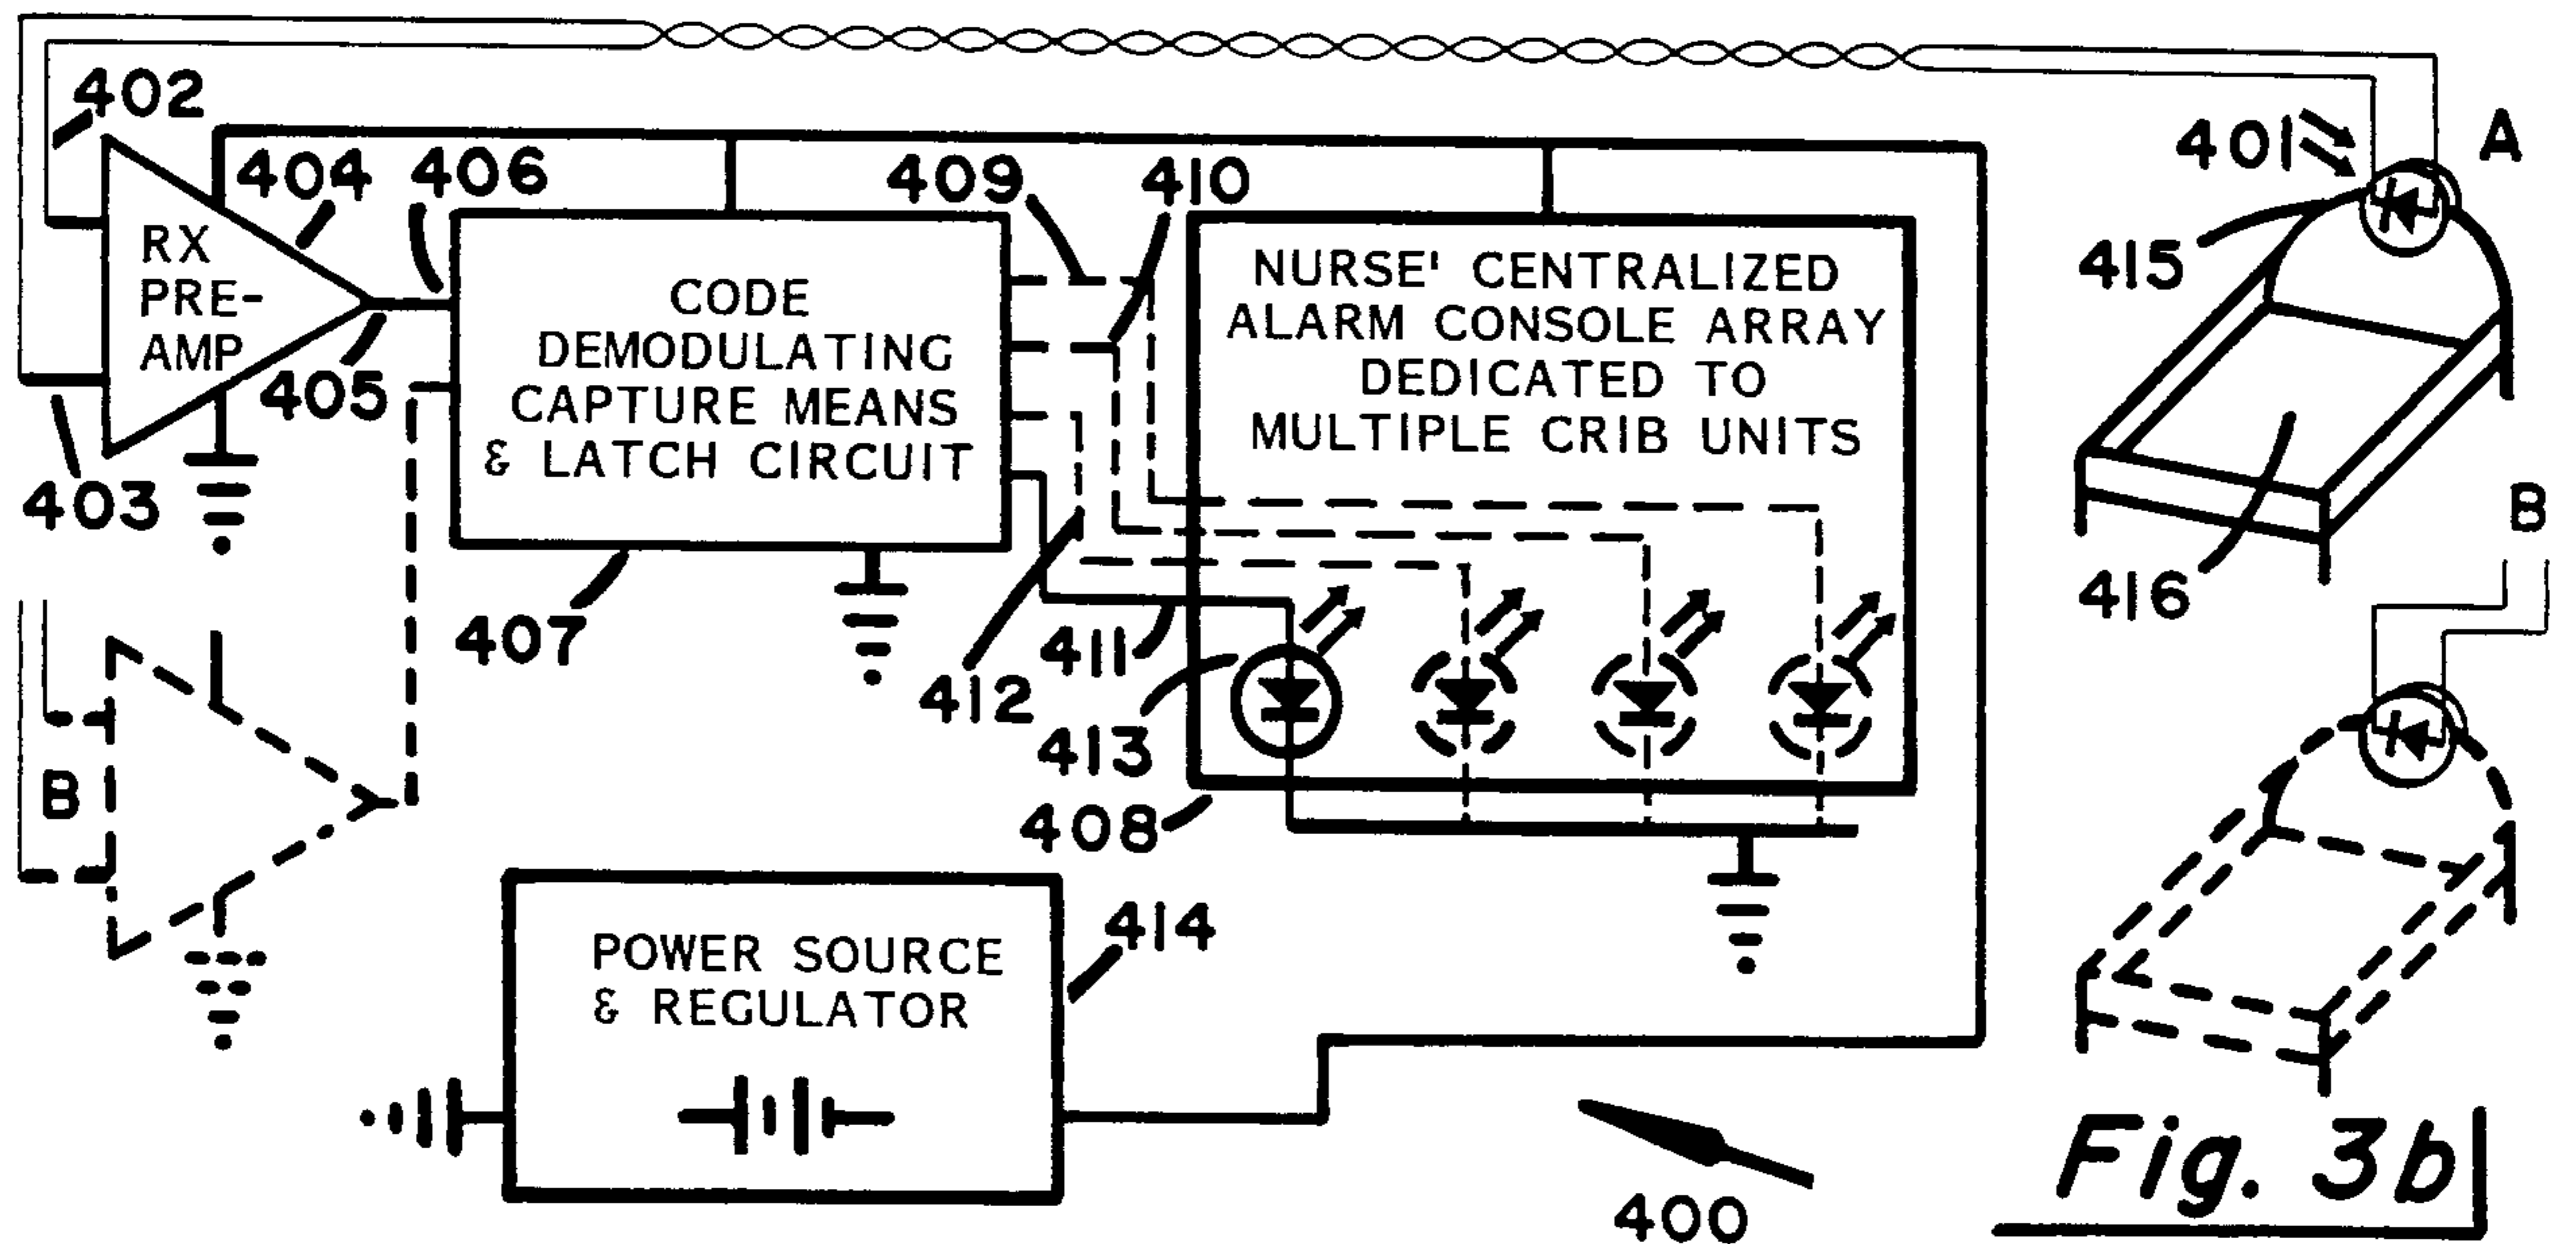 402
401
A
404
406
409
410
RX
PRE-
AMP
CODE
DEMODULATING
CAPTURE MEANS
& LATCH CIRCUIT
NURSE' CENTRALIZED
ALARM CONSOLE ARRAY
DEDICATED TO
MULTIPLE CRIB UNITS
415
405
403
B
416
407
411
412
413
B
408
414
POWER SOURCE
& REGULATOR
400
Fig. 3b